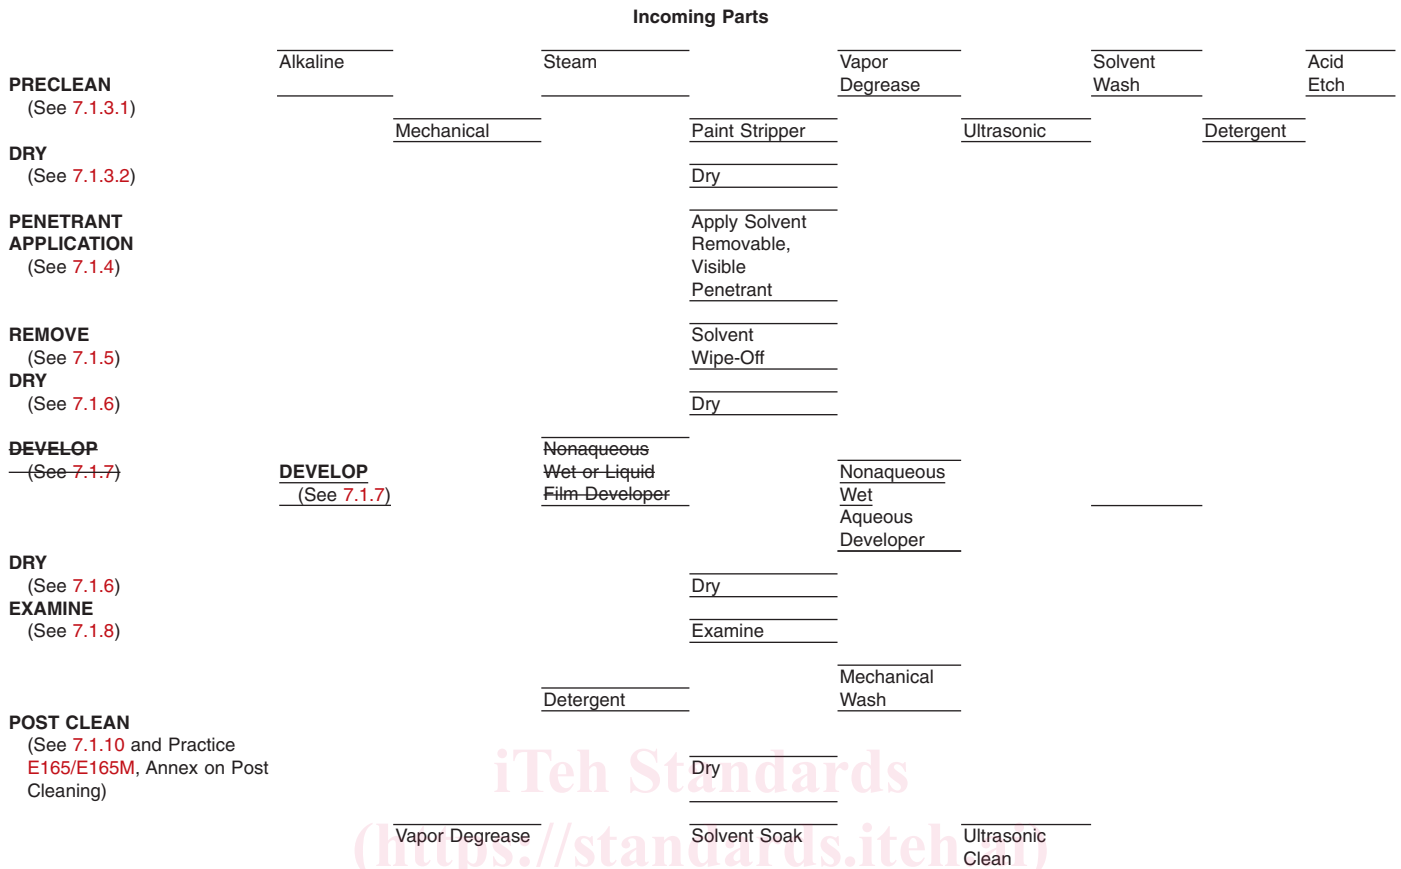 Incoming Parts
Alkaline Steam Vapor Solvent Acid
PRECLEAN Degrease Wash Etch
(See 7.1.3.1)
Mechanical Paint Stripper Ultrasonic Detergent
DRY
(See 7.1.3.2) Dry
PENETRANT Apply Solvent
APPLICATION Removable,
(See 7.1.4) Visible
Penetrant
REMOVE Solvent
(See 7.1.5) Wipe-Off
DRY
(See 7.1.6) Dry
DEVELOP Nonaqueous
(See 7.1.7) DEVELOP Wet or Liquid Nonaqueous
(See 7.1.7) Film Developer Wet
Aqueous
Developer
DRY
(See 7.1.6) Dry
EXAMINE
(See 7.1.8) Examine
Mechanical
Detergent Wash
POST CLEAN
(See 7.1.10 and Practice
E165/E165M, Annex on Post Dry
Cleaning)
iTeh Standards
Vapor Degrease Solvent Soak Ultrasonic
Clean
(https://standards.iteh.ai)